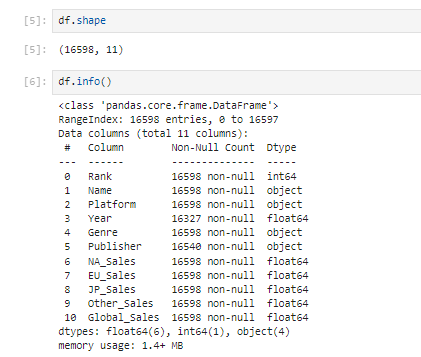 [5]: df.shape
[5]: (16598, 11)
[6]: df.info()
<class 'pandas.core.frame.DataFrame'>
RangeIndex: 16598 entries, 0 to 16597
Data columns (total 11 columns):
 #   Column        Non-Null Count  Dtype
---  ------        --------------  -----
 0   Rank          16598 non-null  int64
 1   Name          16598 non-null  object
 2   Platform      16598 non-null  object
 3   Year          16327 non-null  float64
 4   Genre         16598 non-null  object
 5   Publisher     16540 non-null  object
 6   NA_Sales      16598 non-null  float64
 7   EU_Sales      16598 non-null  float64
 8   JP_Sales      16598 non-null  float64
 9   Other_Sales   16598 non-null  float64
 10  Global_Sales  16598 non-null  float64
dtypes: float64(6), int64(1), object(4)
memory usage: 1.4+ MB